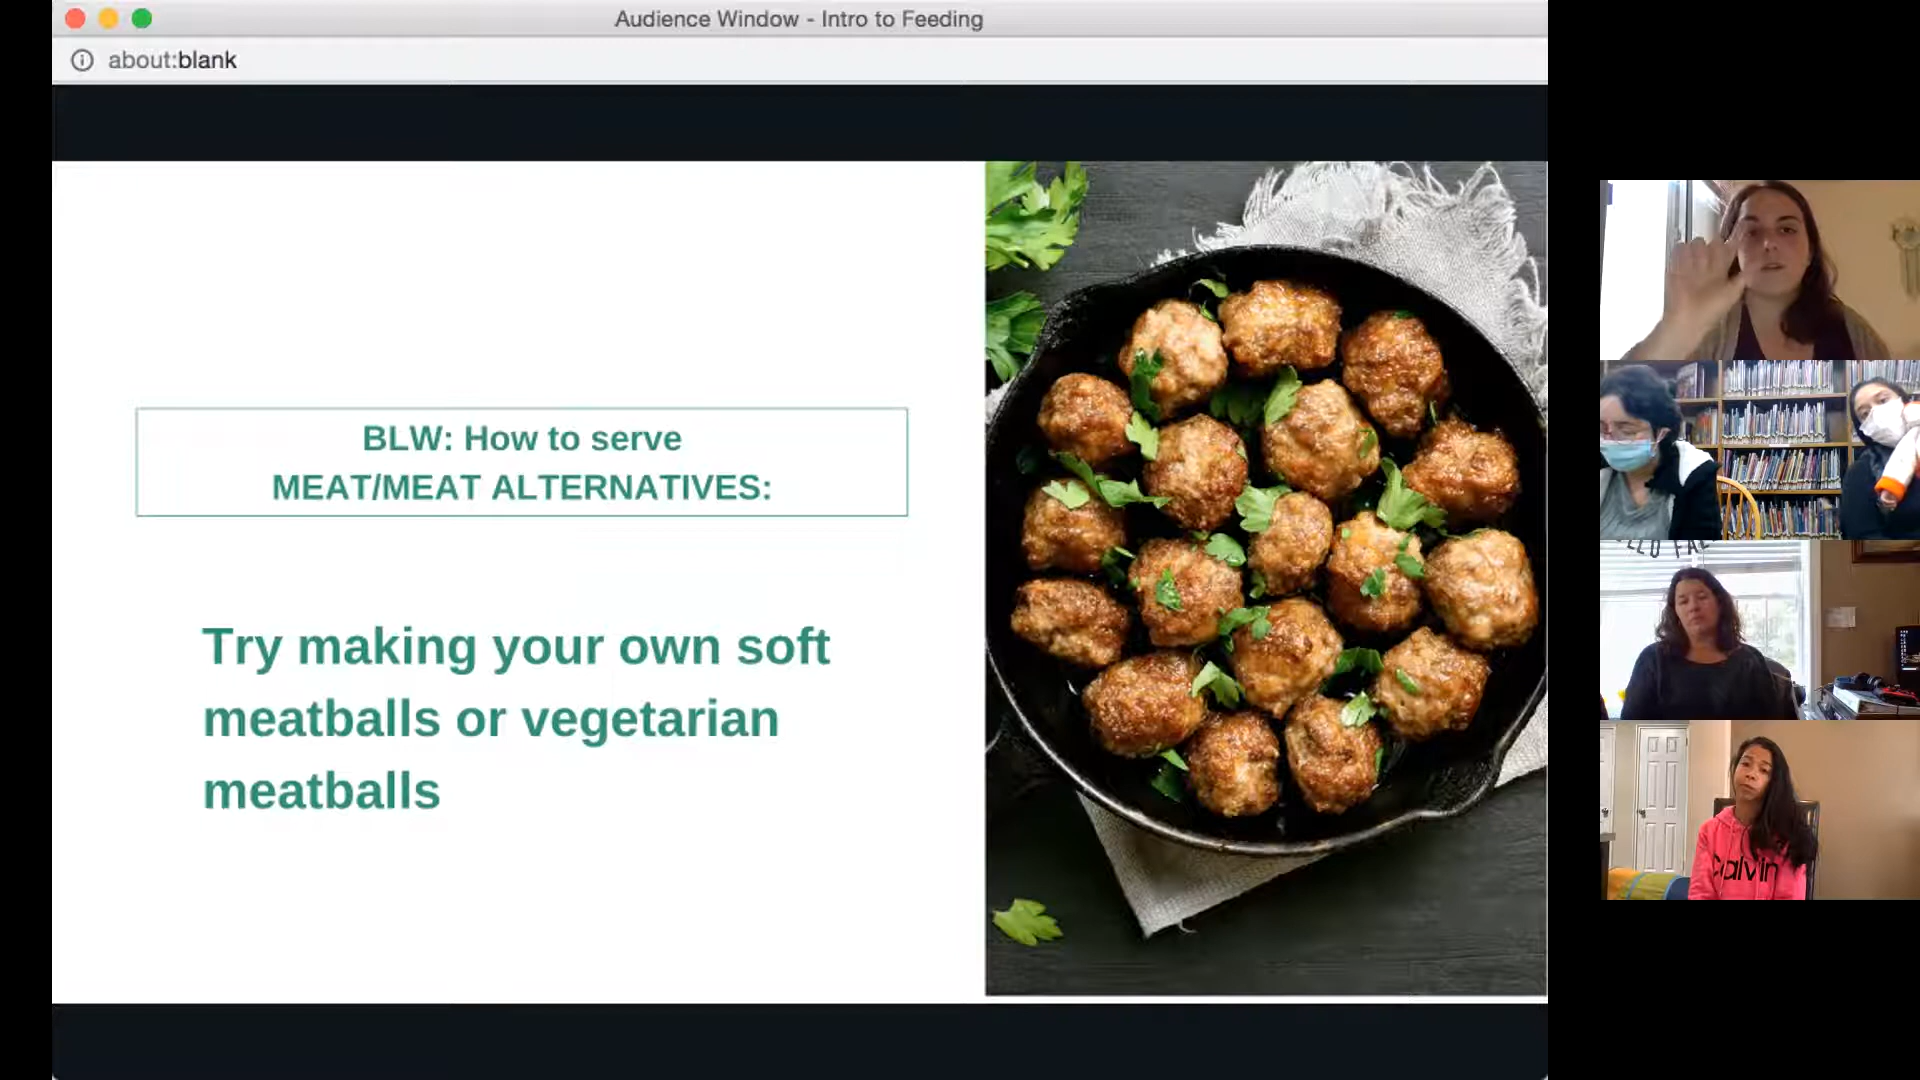 Audience Window - Intro to Feeding
about:blank
BLW: How to serve
MEAT/MEAT ALTERNATIVES:
Try making your own soft
meatballs or vegetarian
meatballs
Calvin